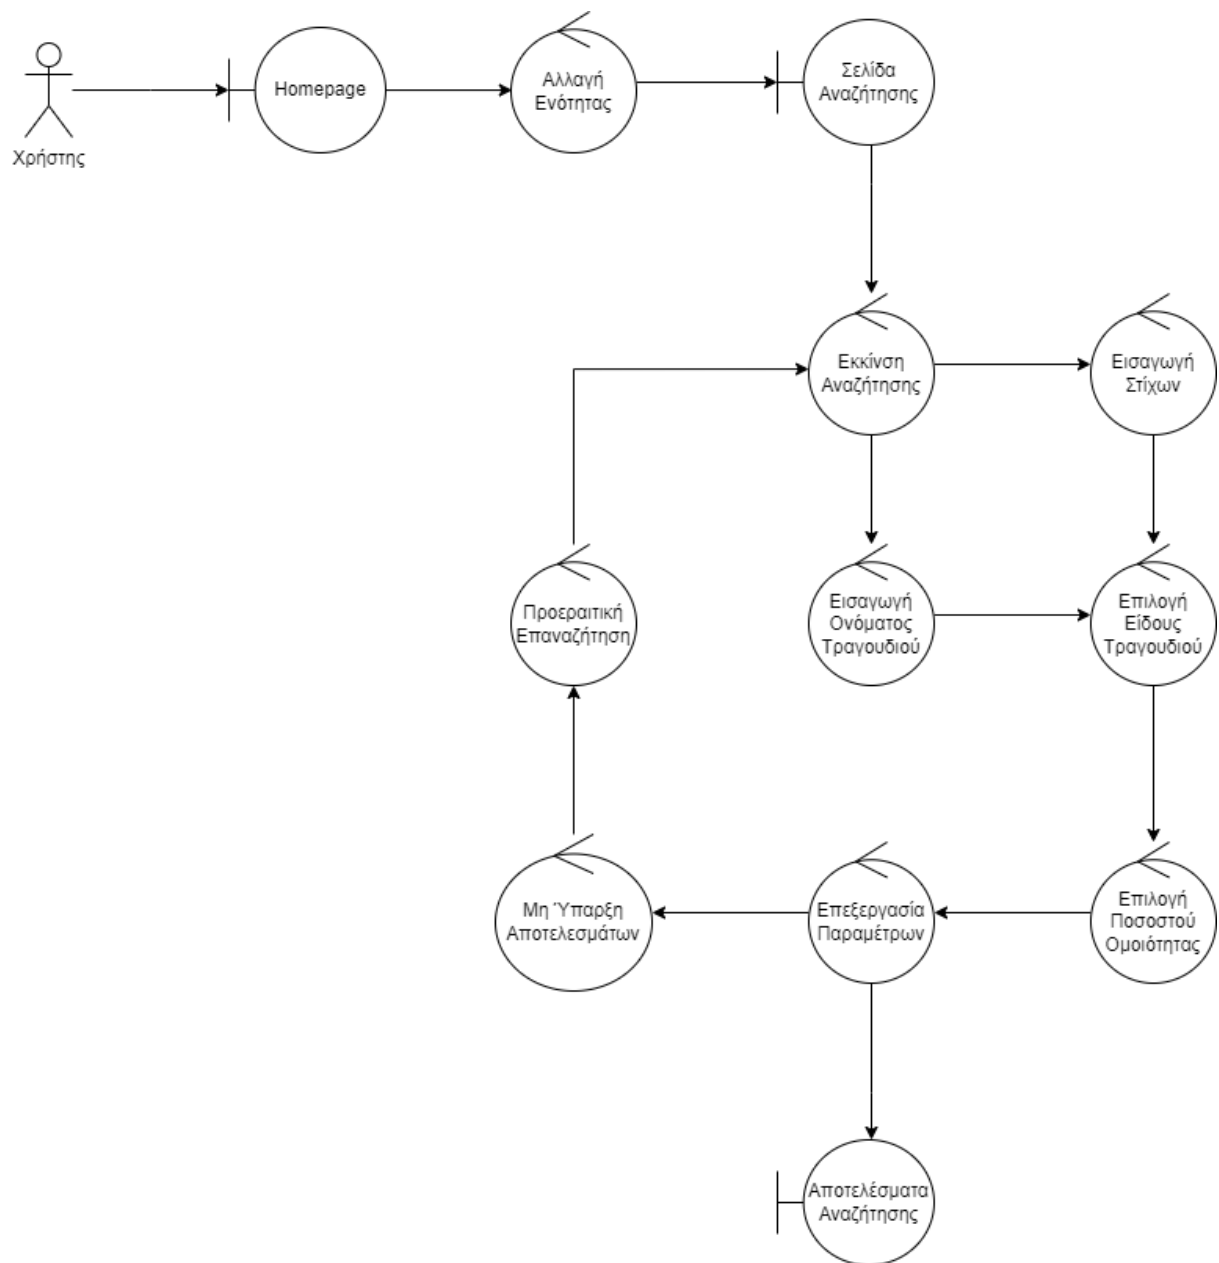 Χρήστης
Homepage
Αλλαγή
Ενότητας
Σελίδα
Αναζήτησης
Εκκίνση
Αναζήτησης
Εισαγωγή
Στίχων
Προεραιτική
Επαναζήτηση
Εισαγωγή
Ονόματος
Τραγουδιού
Επιλογή
Είδους
Τραγουδιού
Μη Ύπαρξη
Αποτελεσμάτων
Επεξεργασία
Παραμέτρων
Επιλογή
Ποσοστού
Ομοιότητας
Αποτελέσματα
Αναζήτησης